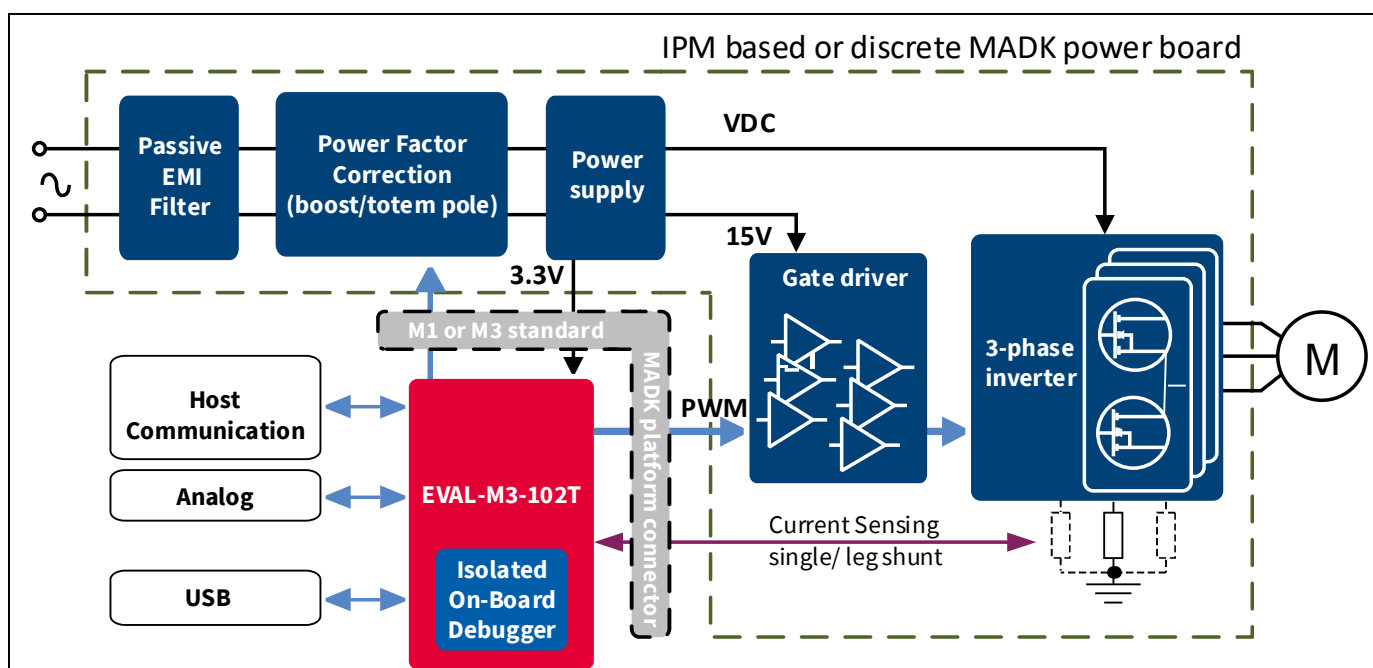 IPM based or discrete MADK power board
Passive
EMI
Filter
Power Factor
Correction
(boost/totem pole)
Power
supply
VDC
15V
3.3V
Gate driver
3-phase
inverter
M
M1 or M3 standard
MADK platform connector
Host
Communication
Analog
USB
EVAL-M3-102T
Isolated
On-Board
Debugger
PWM
Current Sensing
single/ leg shunt